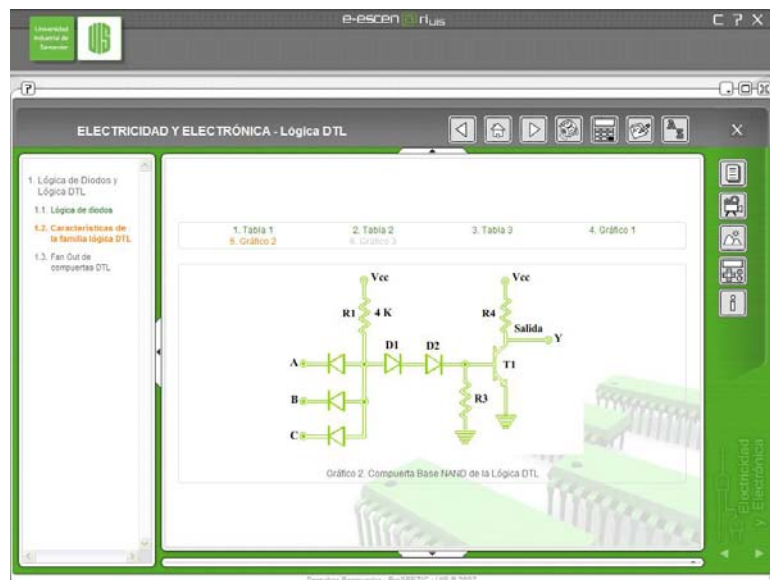 Universidad
Industrial de
Santander
UIS
e-escen@riUIS
ELECTRICIDAD Y ELECTRÓNICA - Lógica DTL
1. Lógica de Diodos y
Lógica DTL
1.1. Lógica de diodos
1.2. Características de
la familia lógica DTL
1.3. Fan Out de
compuertas DTL
1. Tabla 1
2. Tabla 2
3. Tabla 3
4. Gráfico 1
5. Gráfico 2
6. Gráfico 3
Vcc
Vcc
R1
4 K
R4
Salida
Y
D1
D2
A
T1
B
R3
C
Gráfico 2. Compuerta Base NAND de la Lógica DTL
Electricidad
y Electrónica